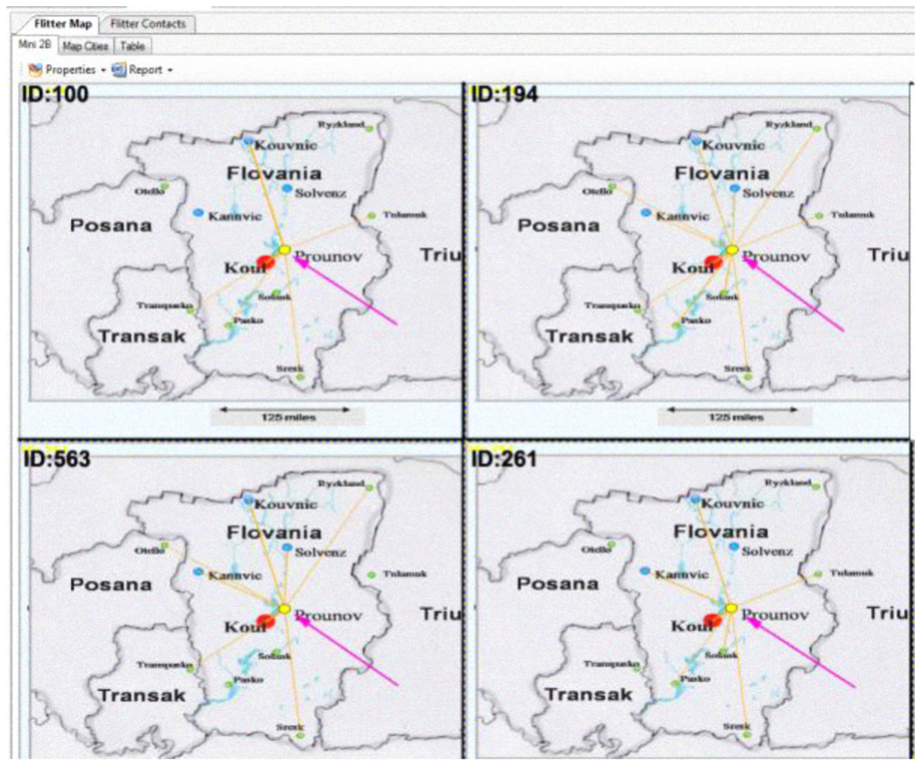 Flitter Map Flitter Contacts
Mini 2B Map Cities Table
Properties Report
ID:100
Ryzkland
Kouvnic
Flovania
Otello
Solvenz
Kannvic
Tulamuk
Posana
Prounov
Triu
Kouf
Solank
Transpasko
Pasko
Transak
Szesk
125 miles
ID:194
Ryzkland
Kouvnic
Flovania
Otello
Solvenz
Kannvic
Tulamuk
Posana
Prounov
Triu
Kouf
Solank
Transpasko
Pasko
Transak
Szesk
125 miles
ID:563
Ryzkland
Kouvnic
Flovania
Otello
Solvenz
Kannvic
Tulamuk
Posana
Prounov
Triu
Kouf
Solank
Transpasko
Pasko
Transak
Szesk
ID:261
Ryzkland
Kouvnic
Flovania
Otello
Solvenz
Kannvic
Tulamuk
Posana
Prounov
Triu
Kouf
Solank
Transpasko
Pasko
Transak
Szesk